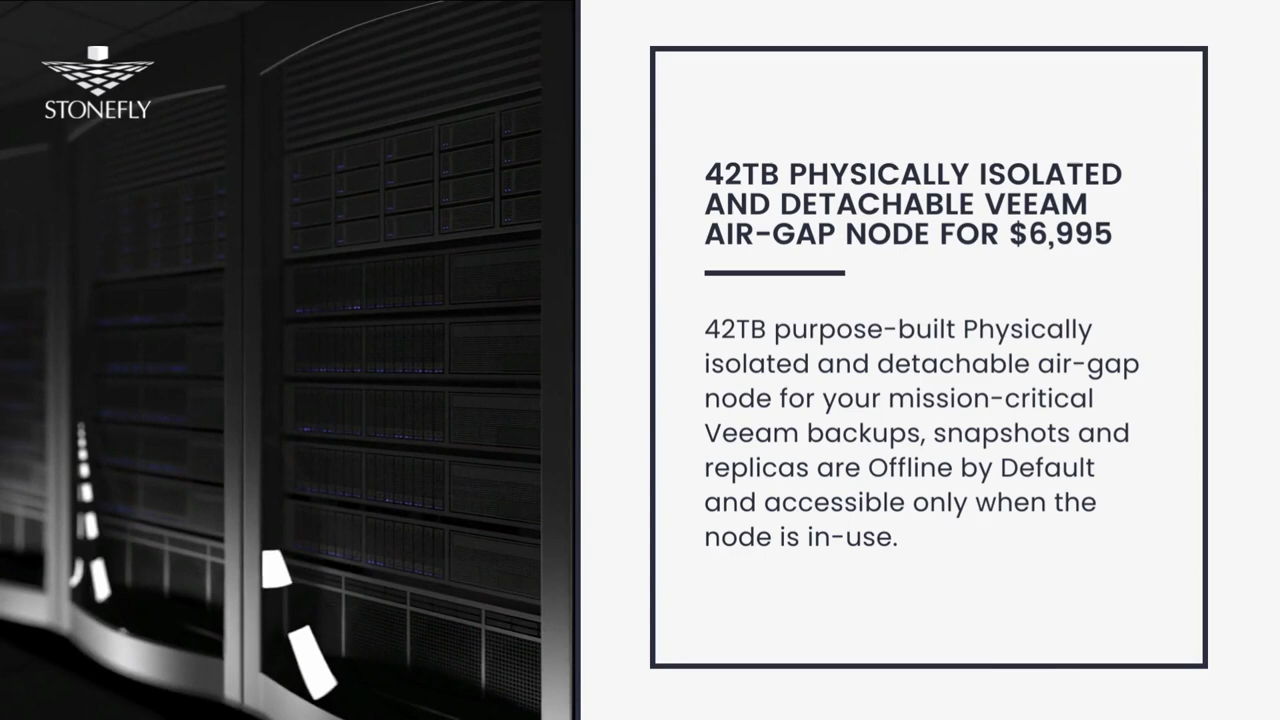 STONEFLY
42TB PHYSICALLY ISOLATED
AND DETACHABLE VEEAM
AIR-GAP NODE FOR $6,995
42TB purpose-built Physically
isolated and detachable air-gap
node for your mission-critical
Veeam backups, snapshots and
replicas are Offline by Default
and accessible only when the
node is in-use.